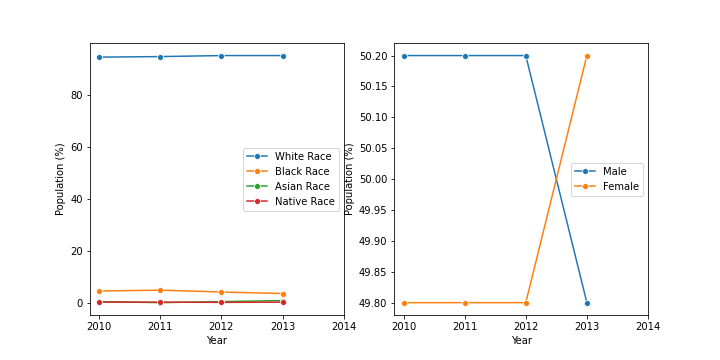 80
60
40
20
0
Population (%)
2010 2011 2012 2013 2014
Year
White Race
Black Race
Asian Race
Native Race
50.20
50.15
50.10
50.05
50.00
49.95
49.90
49.85
49.80
Population (%)
2010 2011 2012 2013 2014
Year
Male
Female